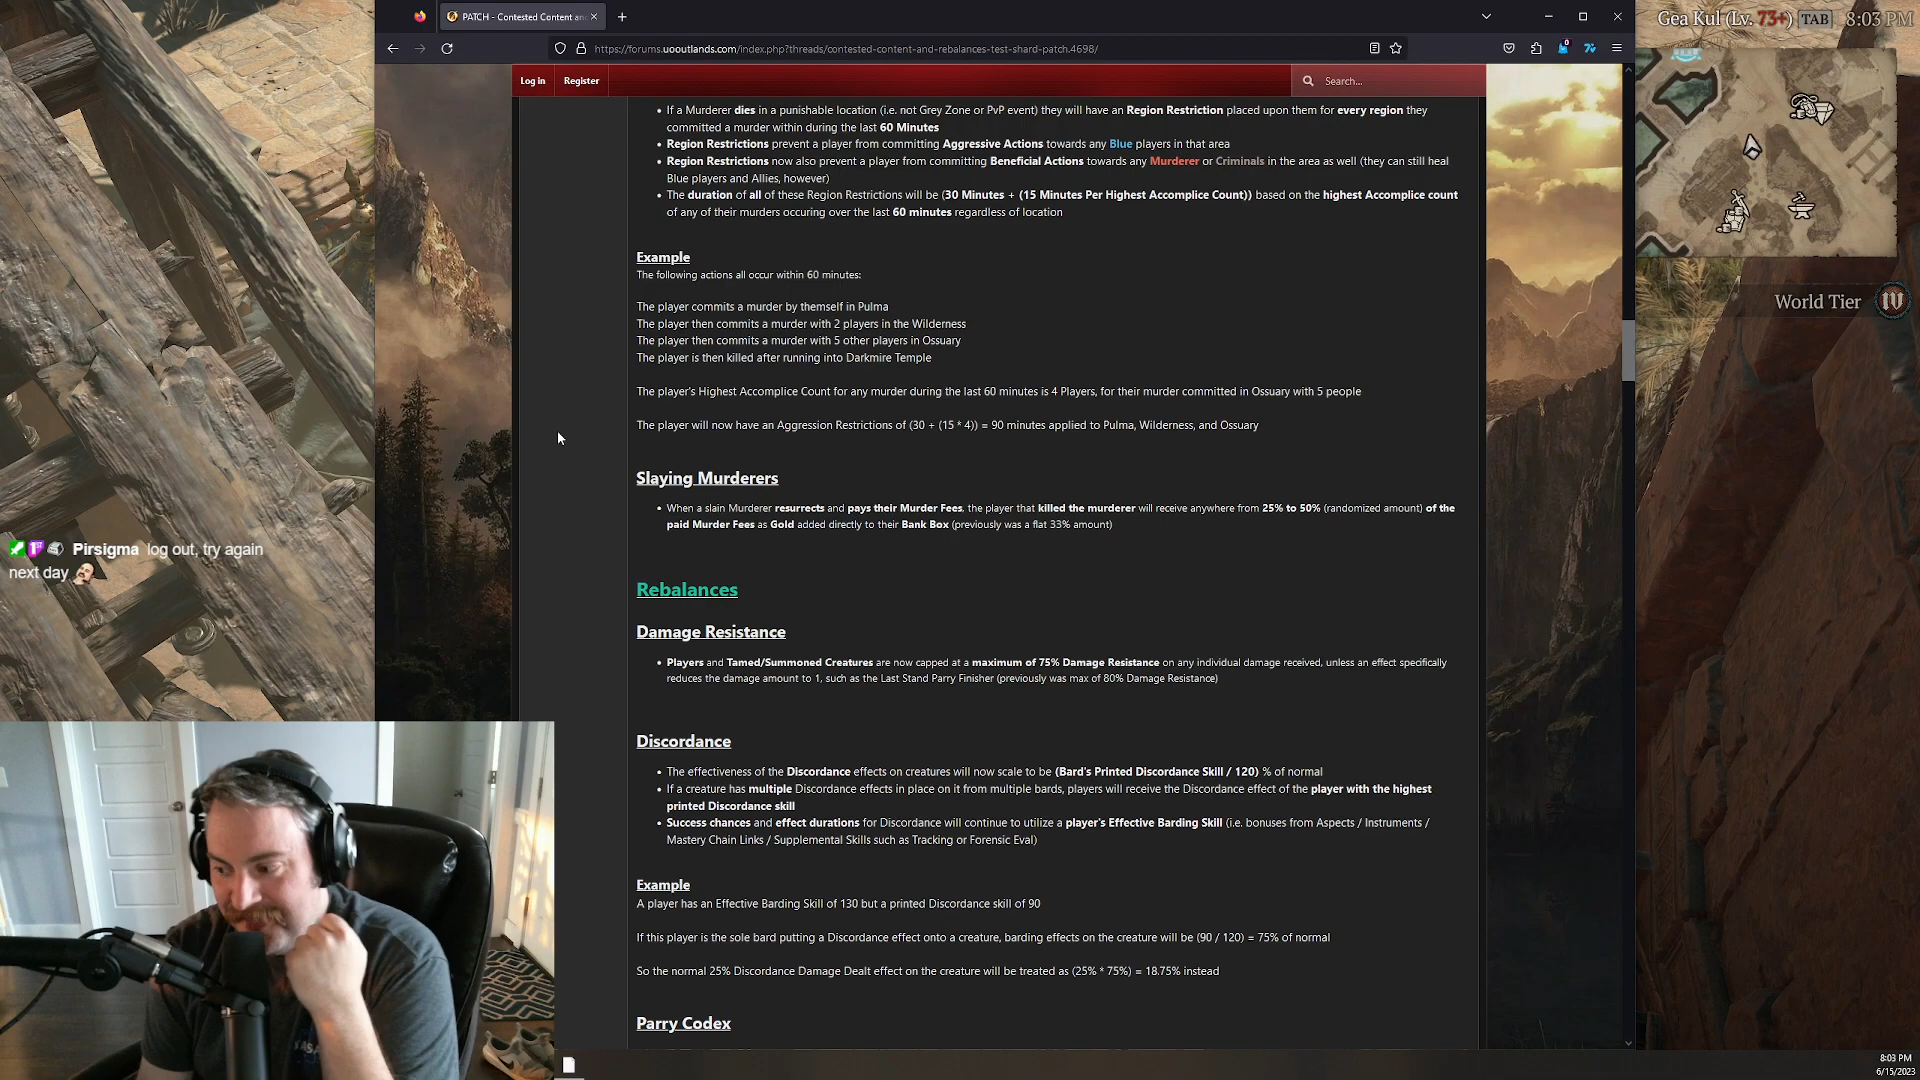 PATCH - Contested Content an
https://forums.uooutlands.com/index.php?threads/contested-content-and-rebalances-test-shard-patch.4698/
Gea Kul (Lv. 73+) TAB 8:03 PM
Log in
Register
Search...
• If a Murderer dies in a punishable location (i.e. not Grey Zone or PvP event) they will have an Region Restriction placed upon them for every region they
committed a murder within during the last 60 Minutes
• Region Restrictions prevent a player from committing Aggressive Actions towards any Blue players in that area
• Region Restrictions now also prevent a player from committing Beneficial Actions towards any Murderer or Criminals in the area as well (they can still heal
Blue players and Allies, however)
• The duration of all of these Region Restrictions will be (30 Minutes + (15 Minutes Per Highest Accomplice Count)) based on the highest Accomplice count
of any of their murders occuring over the last 60 minutes regardless of location
World Tier IV
Example
The following actions all occur within 60 minutes:
The player commits a murder by themself in Pulma
The player then commits a murder with 2 players in the Wilderness
The player then commits a murder with 5 other players in Ossuary
The player is then killed after running into Darkmire Temple
The player's Highest Accomplice Count for any murder during the last 60 minutes is 4 Players, for their murder committed in Ossuary with 5 people
The player will now have an Aggression Restrictions of (30 + (15 * 4)) = 90 minutes applied to Pulma, Wilderness, and Ossuary
Slaying Murderers
• When a slain Murderer resurrects and pays their Murder Fees, the player that killed the murderer will receive anywhere from 25% to 50% (randomized amount) of the
paid Murder Fees as Gold added directly to their Bank Box (previously was a flat 33% amount)
Pirsigma log out, try again
next day
Rebalances
Damage Resistance
• Players and Tamed/Summoned Creatures are now capped at a maximum of 75% Damage Resistance on any individual damage received, unless an effect specifically
reduces the damage amount to 1, such as the Last Stand Parry Finisher (previously was max of 80% Damage Resistance)
Discordance
• The effectiveness of the Discordance effects on creatures will now scale to be (Bard's Printed Discordance Skill / 120) % of normal
• If a creature has multiple Discordance effects in place on it from multiple bards, players will receive the Discordance effect of the player with the highest
printed Discordance skill
• Success chances and effect durations for Discordance will continue to utilize a player's Effective Barding Skill (i.e. bonuses from Aspects / Instruments /
Mastery Chain Links / Supplemental Skills such as Tracking or Forensic Eval)
Example
A player has an Effective Barding Skill of 130 but a printed Discordance skill of 90
If this player is the sole bard putting a Discordance effect onto a creature, barding effects on the creature will be (90 / 120) = 75% of normal
So the normal 25% Discordance Damage Dealt effect on the creature will be treated as (25% * 75%) = 18.75% instead
Parry Codex
8:03 PM
6/15/2023